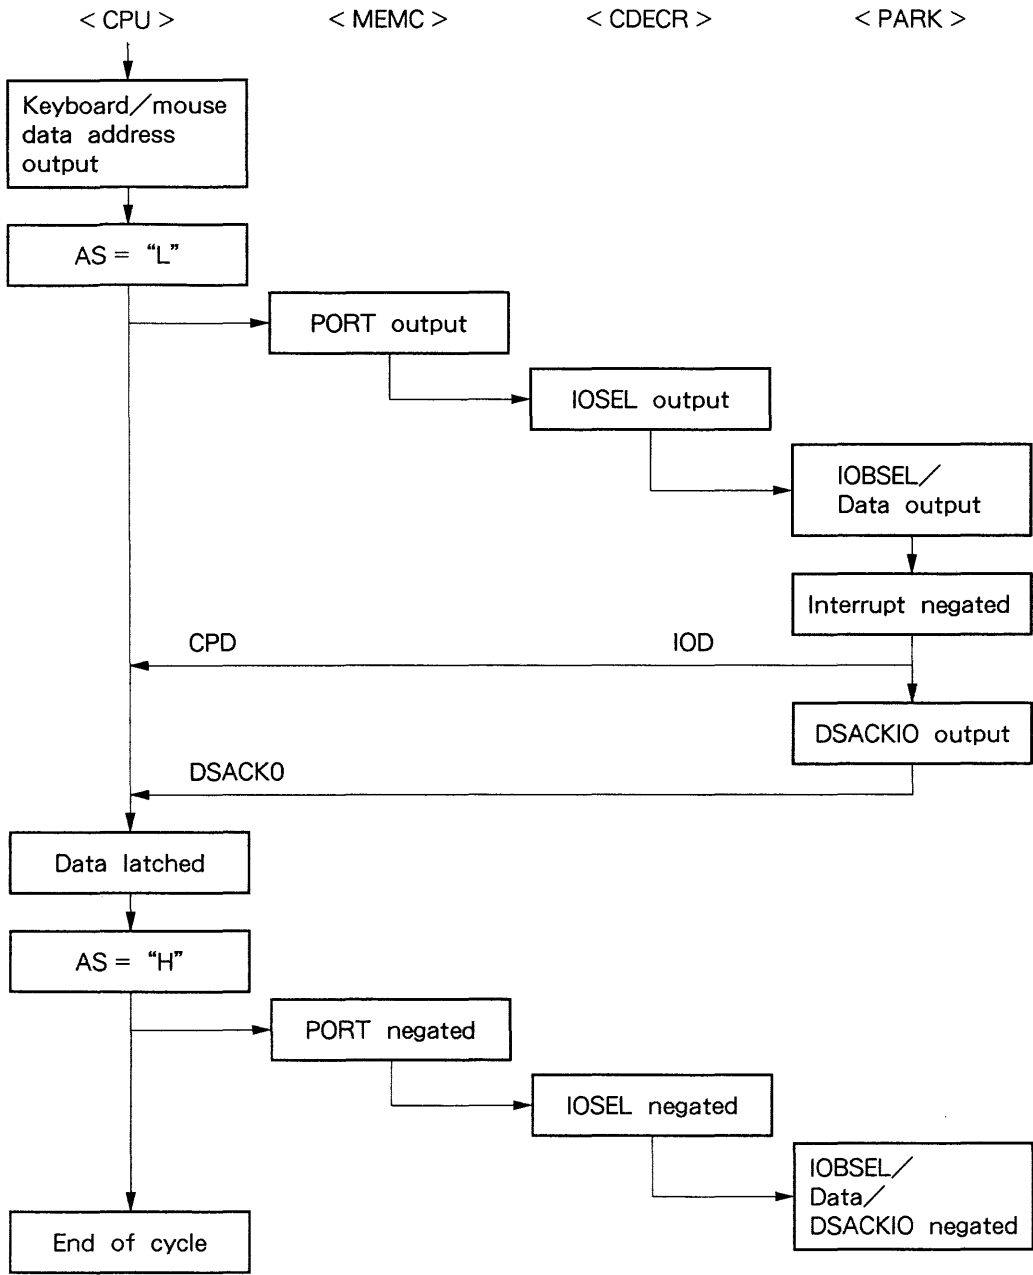 < CPU > < MEMC > < CDECR > < PARK >
Keyboard/mouse
data address
output
AS = “L”
PORT output
IOSEL output
IOBSEL/
Data output
Interrupt negated
CPD IOD
DSACKIO output
DSACK0
Data latched
AS = “H”
PORT negated
IOSEL negated
IOBSEL/
Data/
DSACKIO negated
End of cycle